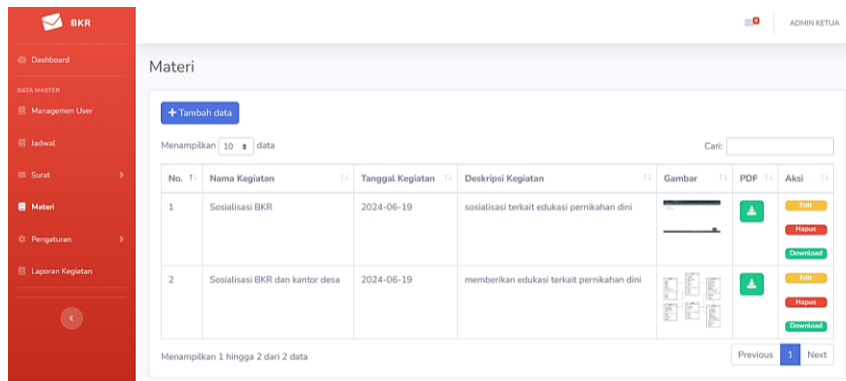 BKR
0
ADMIN KETUA
Dashboard
DATA MASTER
Managemen User
Jadwal
Surat
Materi
Pengaturan
Laporan Kegiatan
Materi
+ Tambah data
Menampilkan 10 data
Cari:
No. Nama Kegiatan Tanggal Kegiatan Deskripsi Kegiatan Gambar PDF Aksi
1 Sosialisasi BKR 2024-06-19 sosialisasi terkait edukasi pernikahan dini Edit
Hapus
Download
2 Sosialisasi BKR dan kantor desa 2024-06-19 memberikan edukasi terkait pernikahan dini Edit
Hapus
Download
Menampilkan 1 hingga 2 dari 2 data
Previous 1 Next